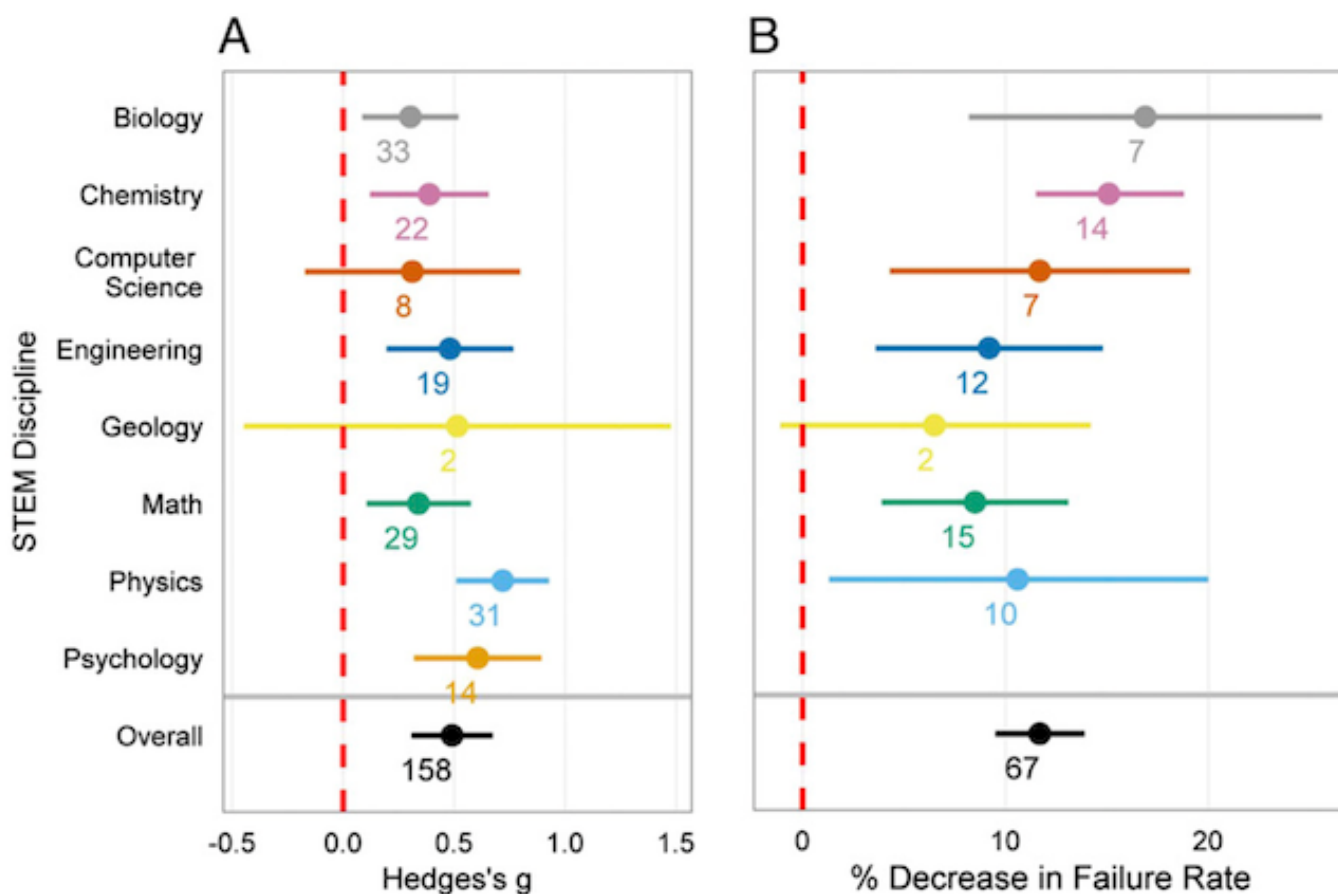 A
B
STEM Discipline
Biology
33
7
Chemistry
22
14
Computer
Science
8
7
Engineering
19
12
Geology
2
2
Math
29
15
Physics
31
10
Psychology
14
Overall
158
67
-0.5 0.0 0.5 1.0 1.5
0 10 20
Hedges's g
% Decrease in Failure Rate